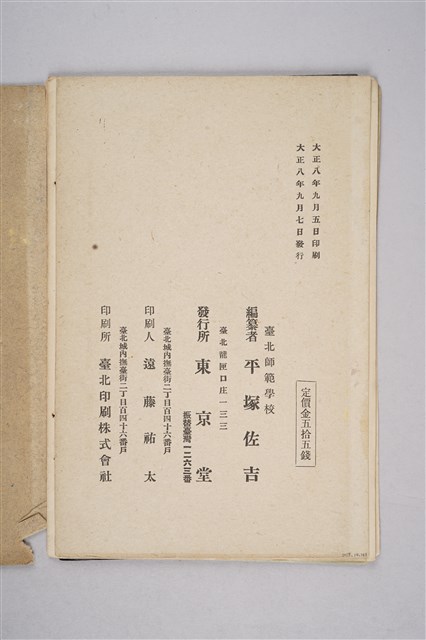 大正八年九月五日印刷
大正八年九月七日發行
定價金五拾五錢
臺北師範學校
編纂者 平塚佐吉
臺北龍匣口庄一三三
發行所 東京堂
振替臺灣一二六三番
臺北城內撫臺街二丁目百四十六番戶
印刷人 遠藤祐太
臺北城內撫臺街二丁目百四十六番戶
印刷所 臺北印刷株式會社